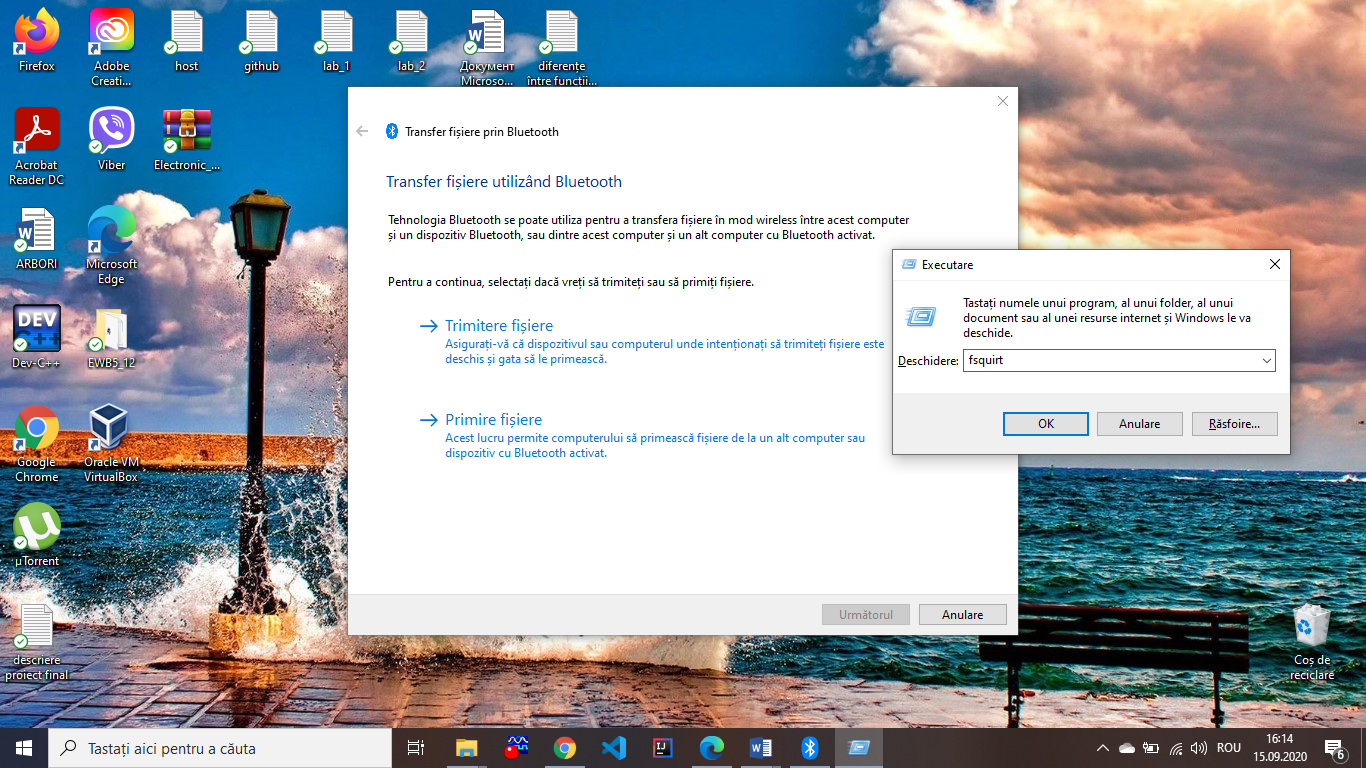 Firefox
Adobe
Creati...
host
github
lab_1
lab_2
Документ
Microso...
diferențe
între functii...
Acrobat
Reader DC
Viber
Electronic_...
ARBORI
Microsoft
Edge
DEV
C++
Dev-C++
EWB5_12
Google
Chrome
Oracle VM
VirtualBox
µTorrent
descriere
proiect final
Transfer fișiere prin Bluetooth
Transfer fișiere utilizând Bluetooth
Tehnologia Bluetooth se poate utiliza pentru a transfera fișiere în mod wireless între acest computer
și un dispozitiv Bluetooth, sau dintre acest computer și un alt computer cu Bluetooth activat.
Pentru a continua, selectați dacă vreți să trimiteți sau să primiți fișiere.
Trimitere fișiere
Asigurați-vă că dispozitivul sau computerul unde intenționați să trimiteți fișiere este
deschis și gata să le primească.
Primire fișiere
Acest lucru permite computerului să primească fișiere de la un alt computer sau
dispozitiv cu Bluetooth activat.
Următorul
Anulare
Executare
Tastați numele unui program, al unui folder, al unui
document sau al unei resurse internet și Windows le va
deschide.
Deschidere: fsquirt
OK
Anulare
Răsfoire...
Coș de
reciclare
Tastați aici pentru a căuta
ROU
16:14
15.09.2020
6